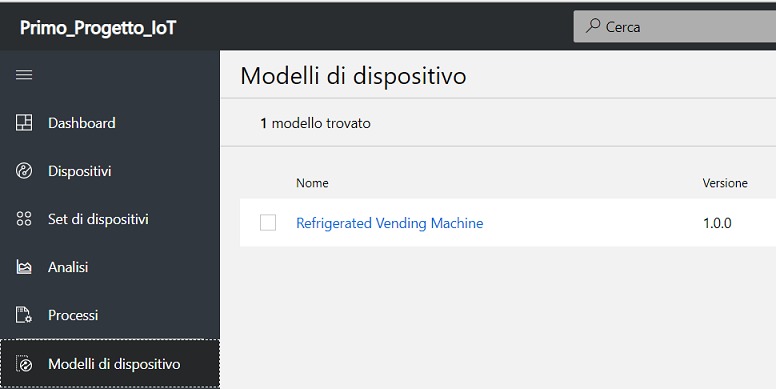 Primo_Progetto_IoT
Cerca
Dashboard
Dispositivi
Set di dispositivi
Analisi
Processi
Modelli di dispositivo
Modelli di dispositivo
1 modello trovato
Nome Versione
Refrigerated Vending Machine 1.0.0